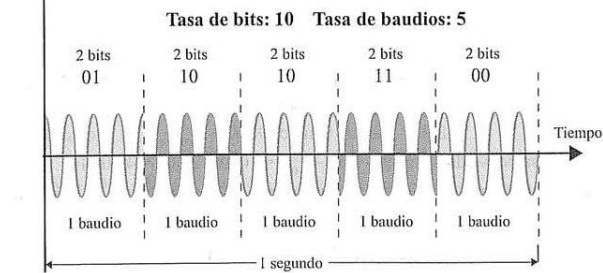 Tasa de bits: 10 Tasa de baudios: 5
2 bits 2 bits 2 bits 2 bits 2 bits
01 10 10 11 00
Tiempo
1 baudio 1 baudio 1 baudio 1 baudio 1 baudio
1 segundo